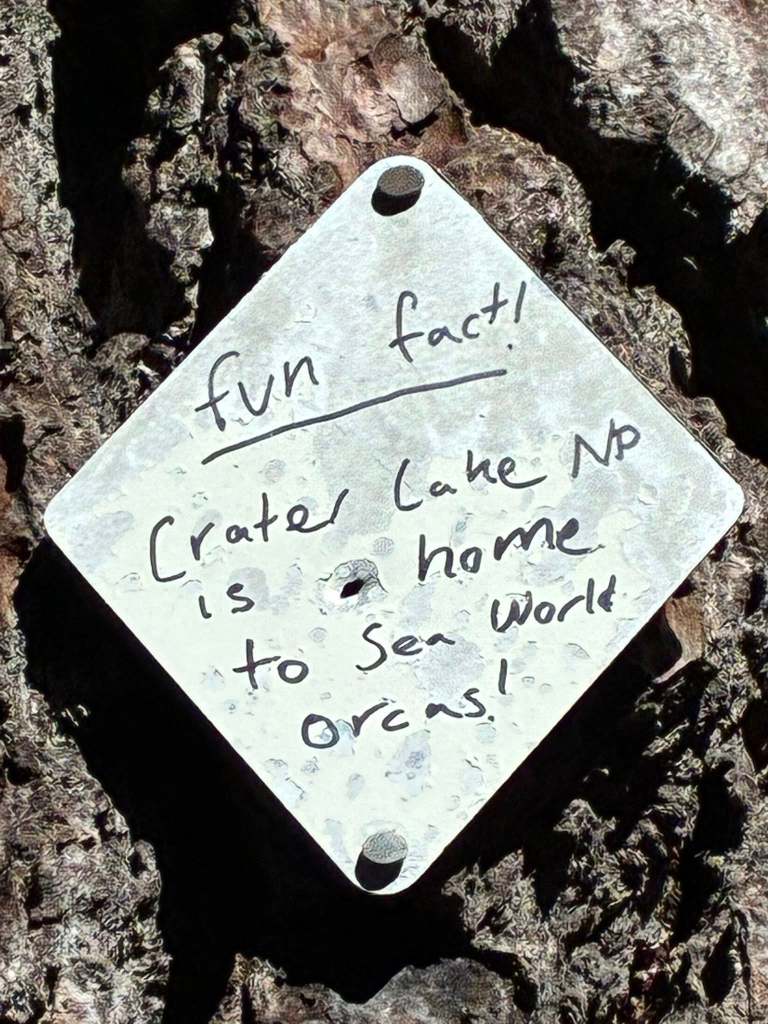 fun fact!
Crater Lake NP
is home
to Sea World
orcas!